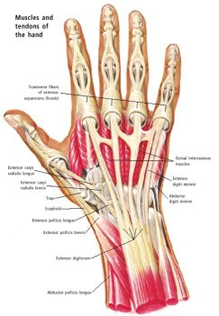 Muscles and
tendons of
the hand
Transverse fibers
of extensor
expansions (hoods)
Dorsal interosseous
muscles
Extensor carpi
radialis longus
Extensor
digiti minimi
Extensor carpi
radialis brevis
Abductor
digiti minimi
Scaphoid
Extensor pollicis longus
Extensor pollicis brevis
Extensor digitorum
Abductor pollicis longus